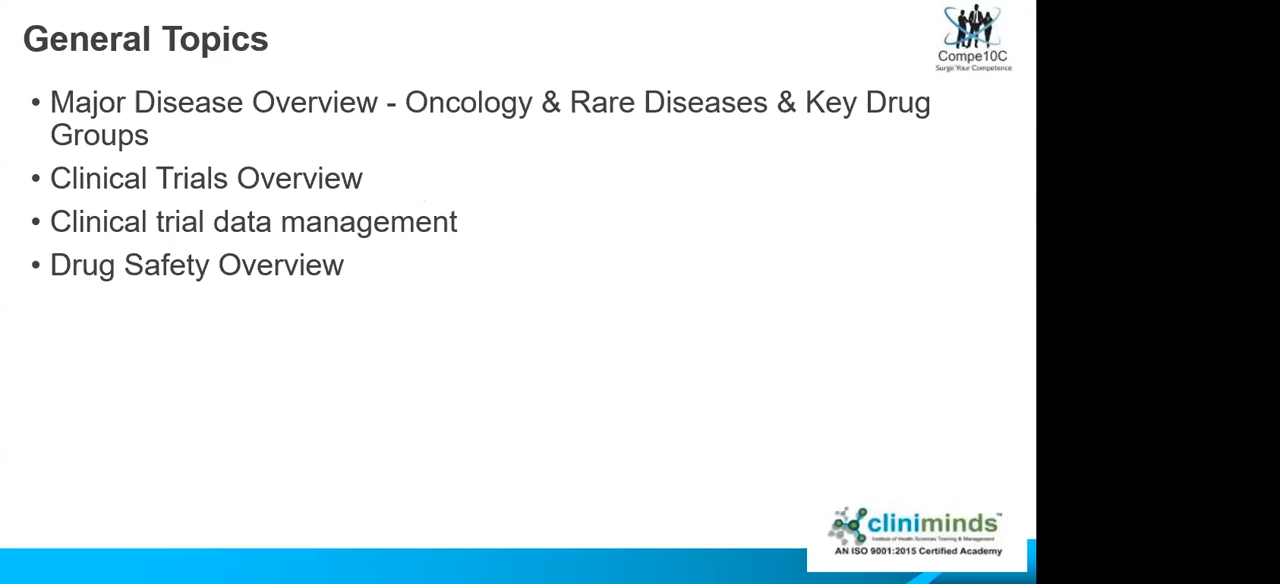 General Topics
Compe10C
Surge Your Competence
• Major Disease Overview - Oncology & Rare Diseases & Key Drug
Groups
• Clinical Trials Overview
• Clinical trial data management
• Drug Safety Overview
cliniminds™
Institute of Health Sciences Training & Management
AN ISO 9001:2015 Certified Academy